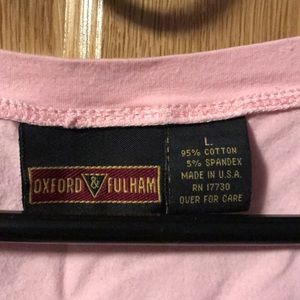 OXFORD & FULHAM
L
95% COTTON
5% SPANDEX
MADE IN U.S.A.
RN 17730
OVER FOR CARE